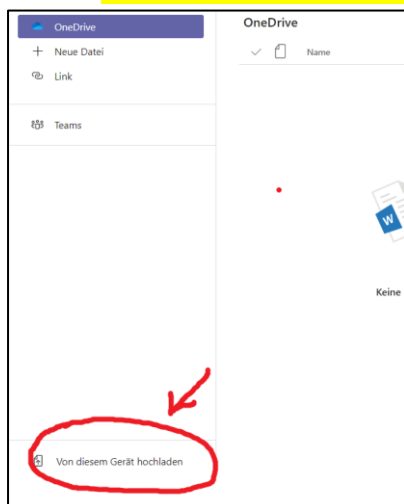 OneDrive
Neue Datei
Link
Teams
Von diesem Gerät hochladen
OneDrive
Name
W
Keine